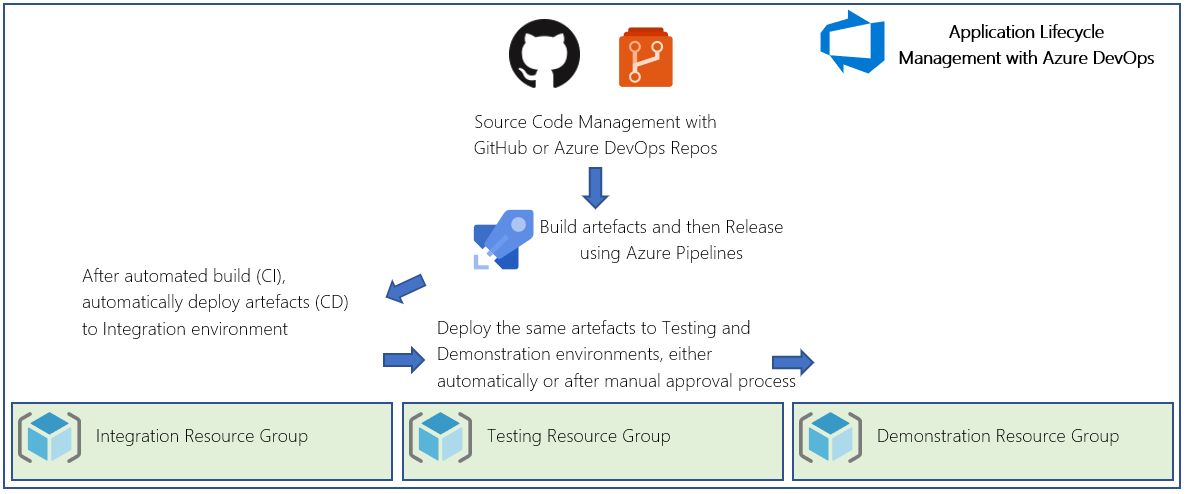 Application Lifecycle
Management with Azure DevOps
Source Code Management with
GitHub or Azure DevOps Repos
Build artefacts and then Release
using Azure Pipelines
After automated build (CI),
automatically deploy artefacts (CD)
to Integration environment
Deploy the same artefacts to Testing and
Demonstration environments, either
automatically or after manual approval process
Integration Resource Group
Testing Resource Group
Demonstration Resource Group